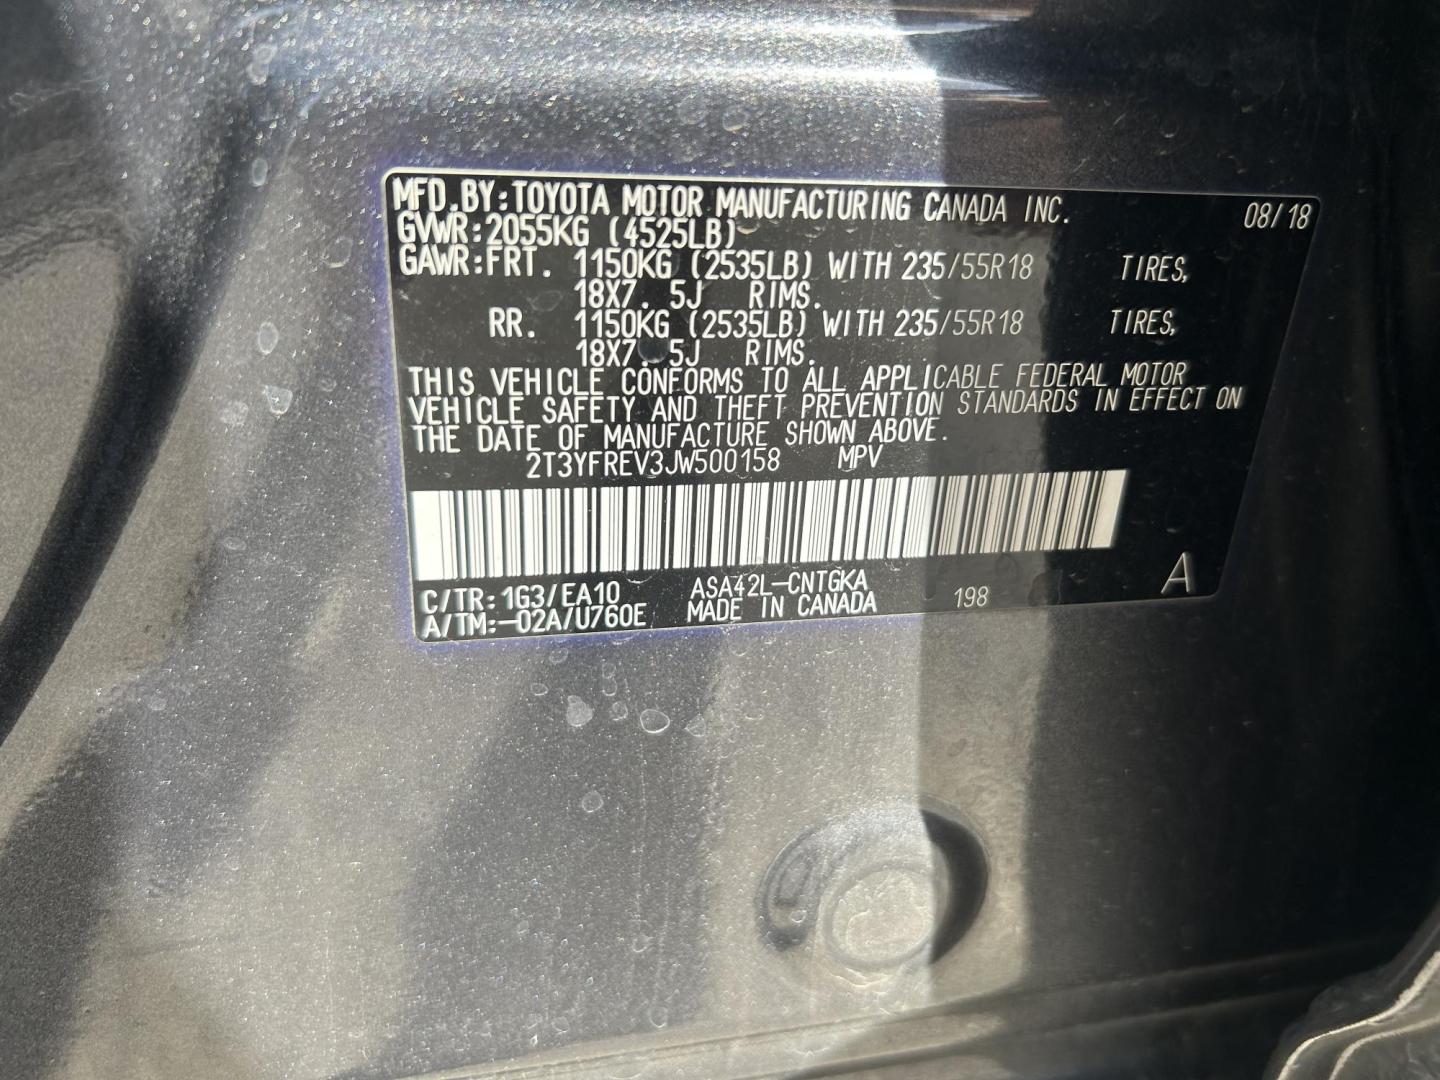 MFD.BY:TOYOTA MOTOR MANUFACTURING CANADA INC. 08/18
GVWR:2055KG (4525LB)
GAWR:FRT. 1150KG (2535LB) WITH 235/55R18 TIRES,
18X7. 5J RIMS.
RR. 1150KG (2535LB) WITH 235/55R18 TIRES,
18X7. 5J RIMS.
THIS VEHICLE CONFORMS TO ALL APPLICABLE FEDERAL MOTOR
VEHICLE SAFETY AND THEFT PREVENTION STANDARDS IN EFFECT ON
THE DATE OF MANUFACTURE SHOWN ABOVE.
2T3YFREV3JW500158 MPV
C/TR: 1G3/EA10 ASA42L-CNTGKA 198 A
A/TM:-02A/U760E MADE IN CANADA